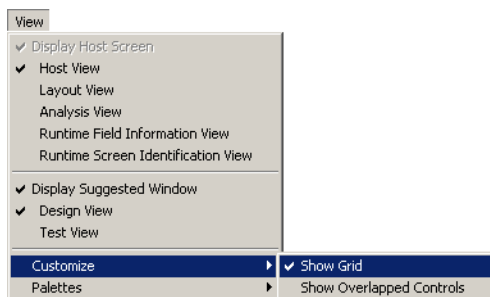 View
Display Host Screen
Host View
Layout View
Analysis View
Runtime Field Information View
Runtime Screen Identification View
Display Suggested Window
Design View
Test View
Customize
Show Grid
Palettes
Show Overlapped Controls